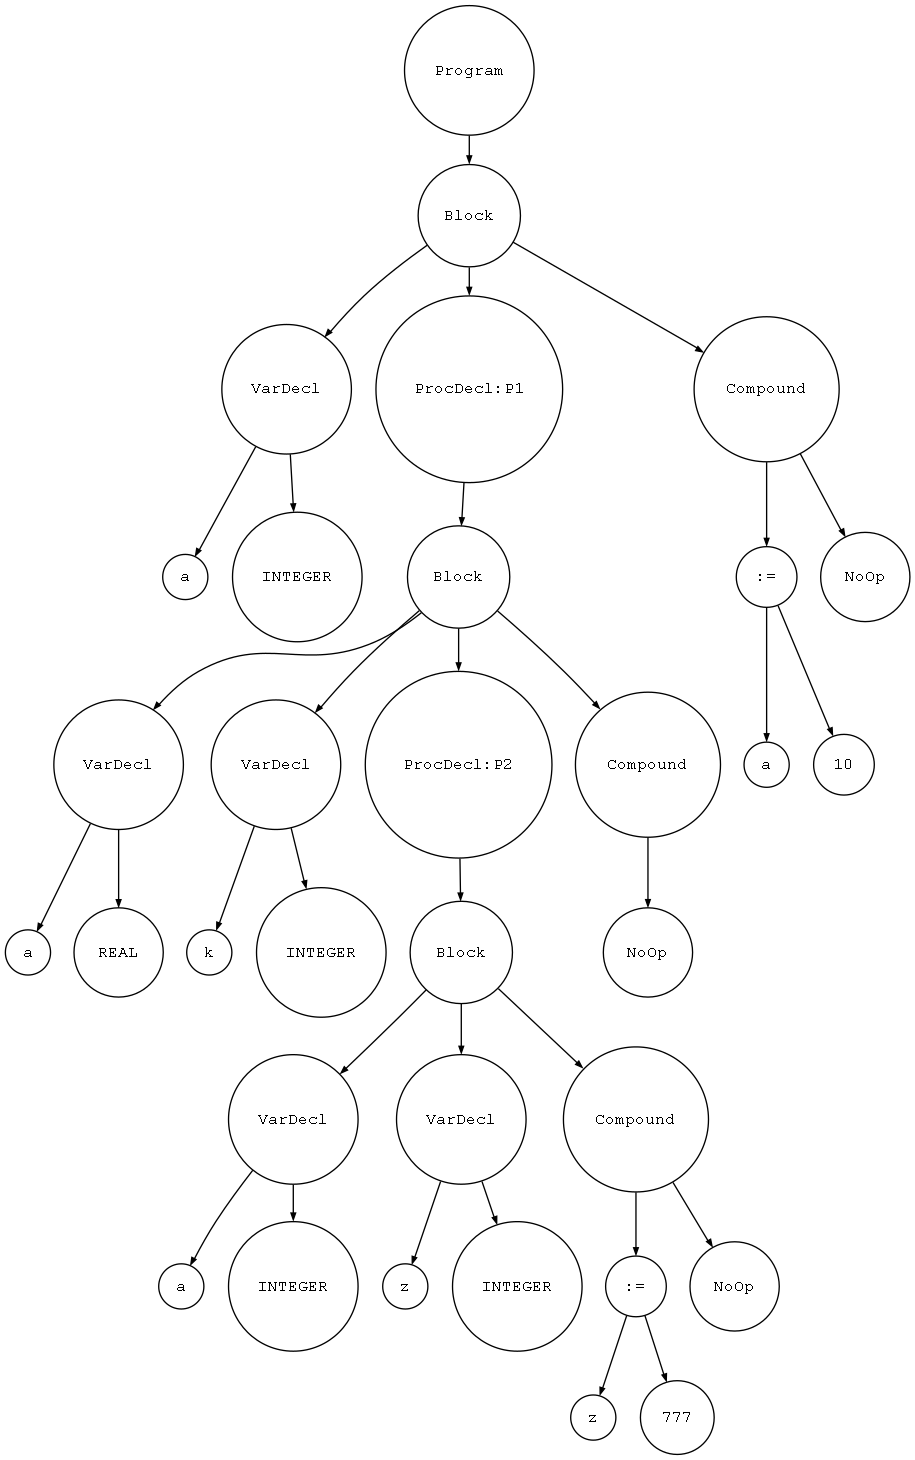 Program
Block
VarDecl
ProcDecl:P1
Compound
a
INTEGER
Block
:=
NoOp
VarDecl
VarDecl
ProcDecl:P2
Compound
a
10
a
REAL
k
INTEGER
Block
NoOp
VarDecl
VarDecl
Compound
a
INTEGER
z
INTEGER
:=
NoOp
z
777